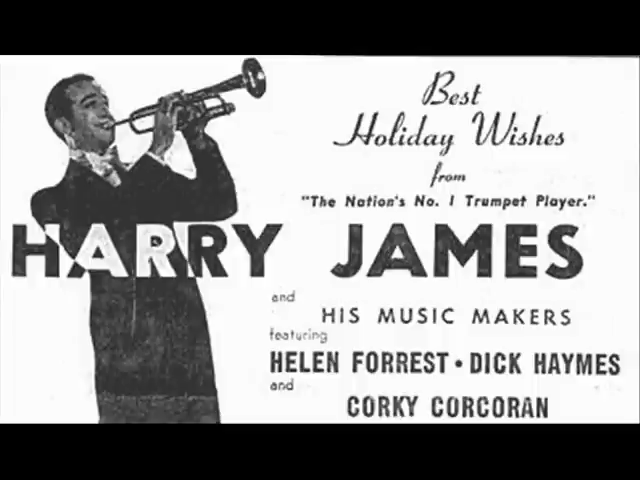 Best
Holiday Wishes
from
"The Nation's No. 1 Trumpet Player."
HARRY JAMES
and
HIS MUSIC MAKERS
featuring
HELEN FORREST • DICK HAYMES
and
CORKY CORCORAN